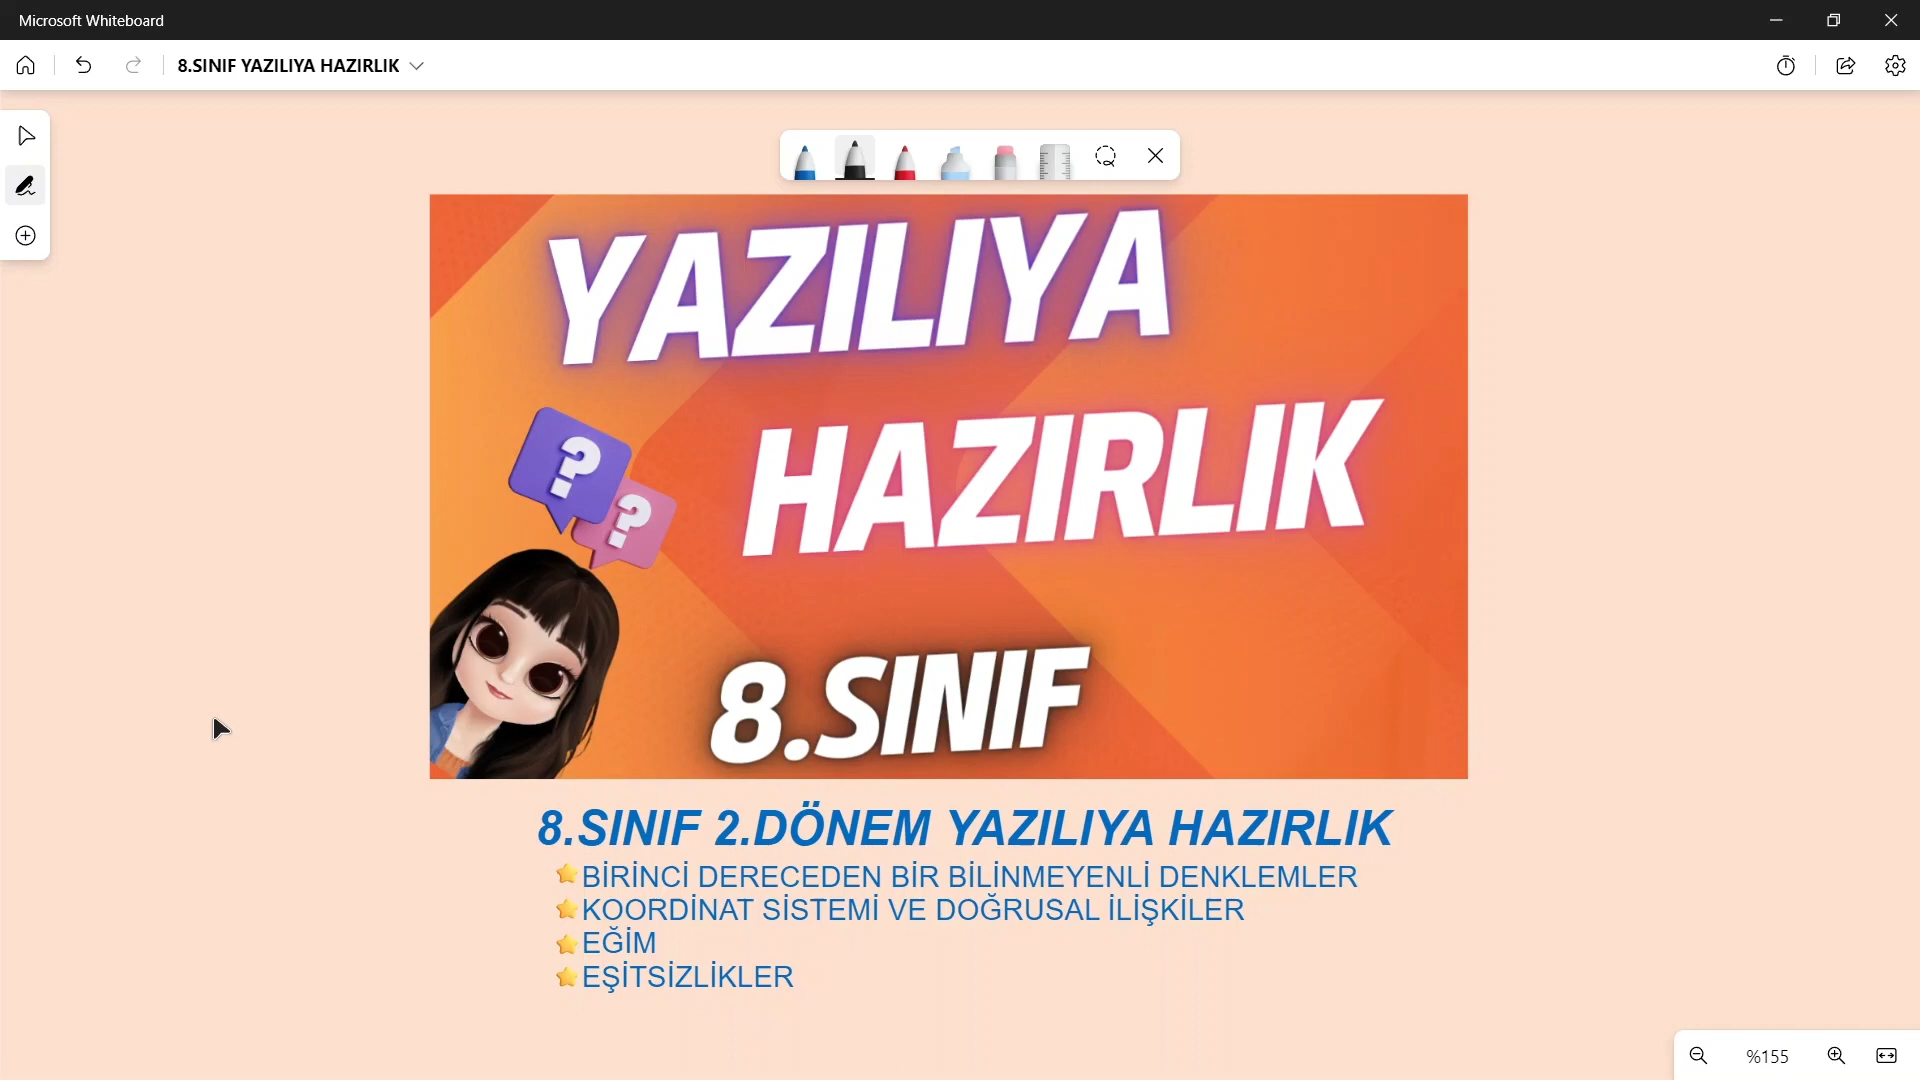 Microsoft Whiteboard
8.SINIF YAZILIYA HAZIRLIK
YAZILIYA
HAZIRLIK
? ?
8.SINIF
8.SINIF 2.DÖNEM YAZILIYA HAZIRLIK
BİRİNCİ DERECEDEN BİR BİLİNMEYENLİ DENKLEMLER
KOORDİNAT SİSTEMİ VE DOĞRUSAL İLİŞKİLER
EĞİM
EŞİTSİZLİKLER
%155